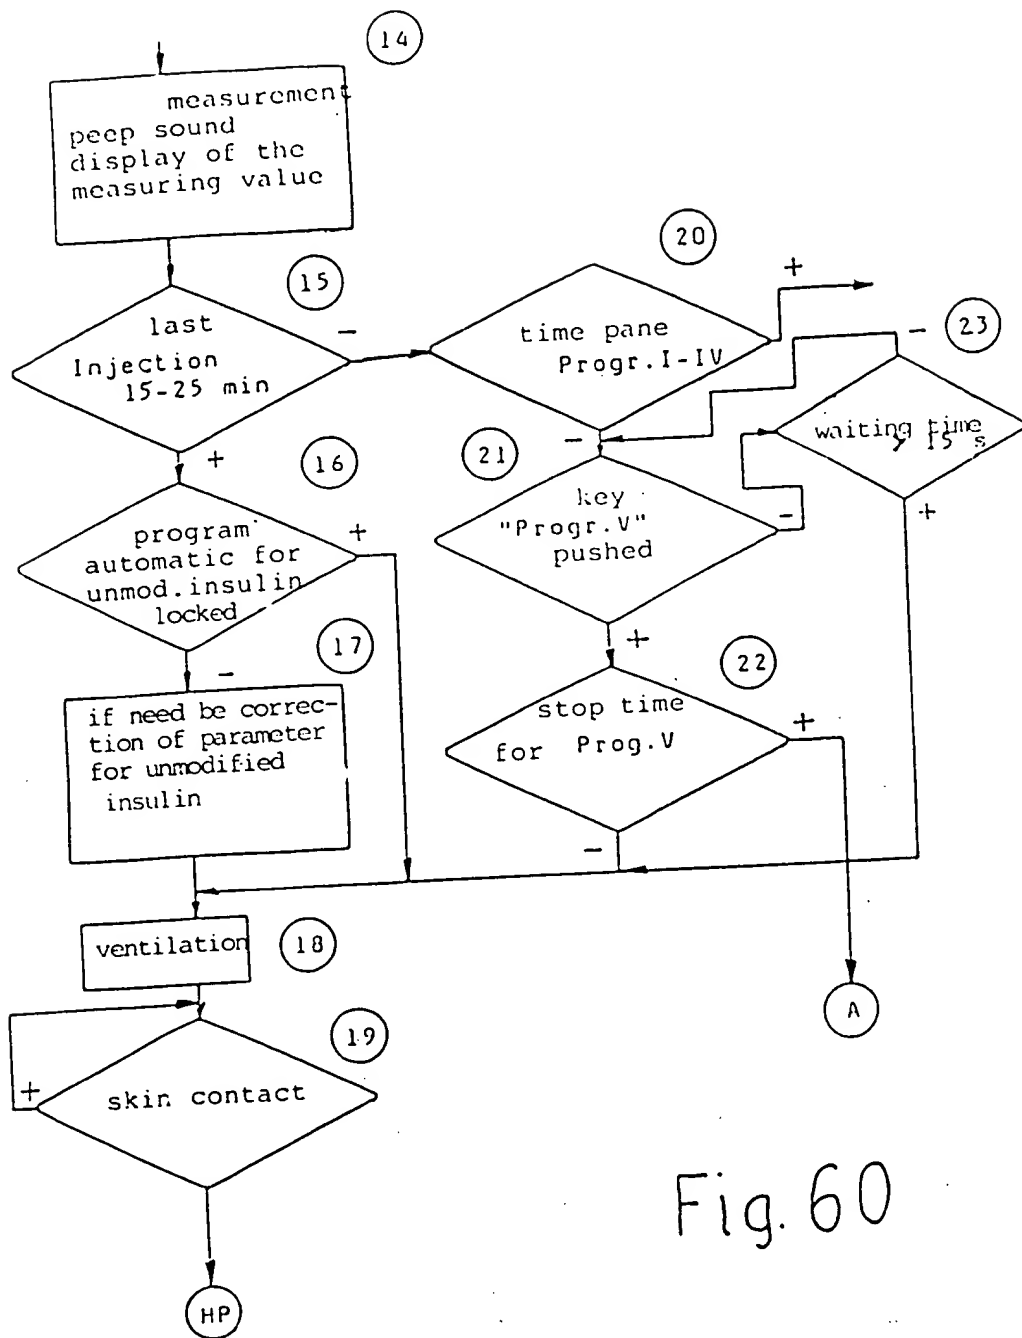 14
measurement
peep sound
display of the
measuring value
15
last
Injection
15-25 min
-
+
20
time pane
Progr.I-IV
+
-
23
waiting time
> 15 s
-
+
16
program
automatic for
unmod.insulin
locked
+
-
21
key
"Progr.V"
pushed
-
+
17
if need be correc-
tion of parameter
for unmodified
insulin
22
stop time
for Prog.V
+
-
18
ventilation
19
skin contact
+
A
HP
Fig. 60